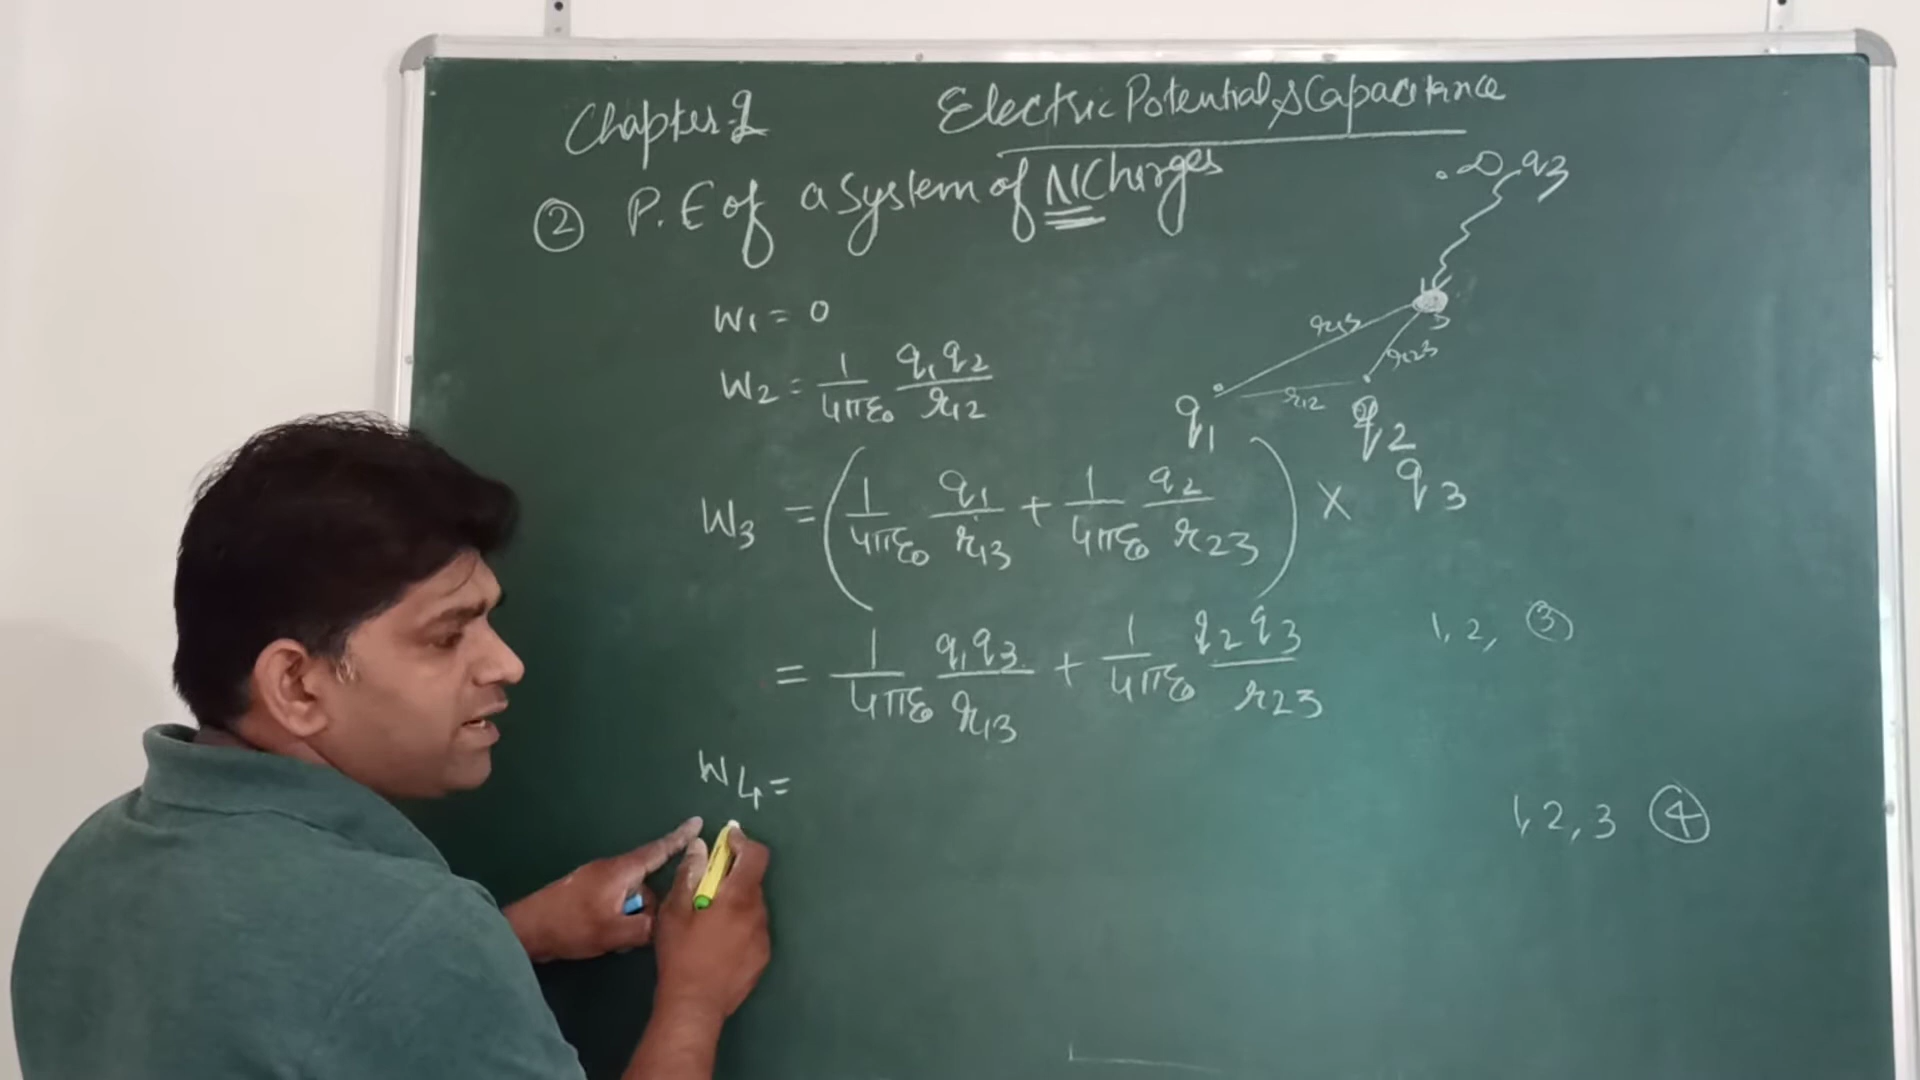 Chapter-2
Electric Potential & Capacitance
② P.E of a System of N Charges
. -∞ q3
W1 = 0
r13
r23
W2 = 1/4πε0 q1q2/r12
r12
q1
q2
W3 = (1/4πε0 q1/r13 + 1/4πε0 q2/r23) × q3
1, 2, ③
= 1/4πε0 q1q3/r13 + 1/4πε0 q2q3/r23
W4 =
1, 2, 3 ④